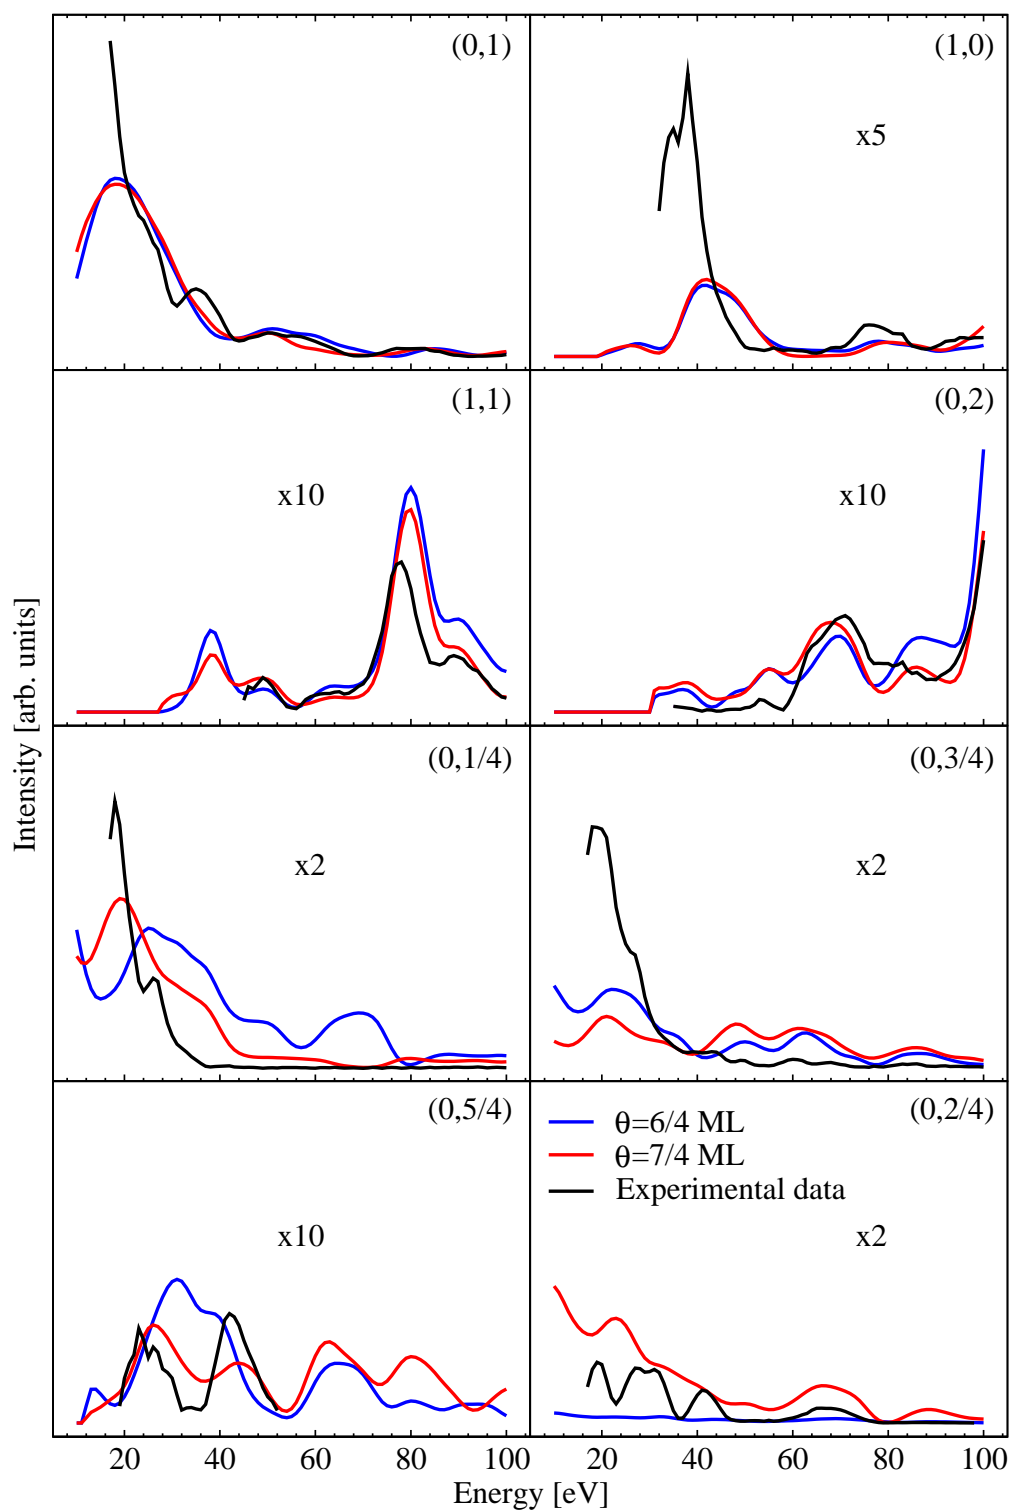 (0,1)
(1,0)
x5
(1,1)
(0,2)
x10
x10
Intensity [arb. units]
(0,1/4)
(0,3/4)
x2
x2
(0,5/4)
(0,2/4)
θ=6/4 ML
θ=7/4 ML
Experimental data
x10
x2
20 40 60 80 100 20 40 60 80 100
Energy [eV]